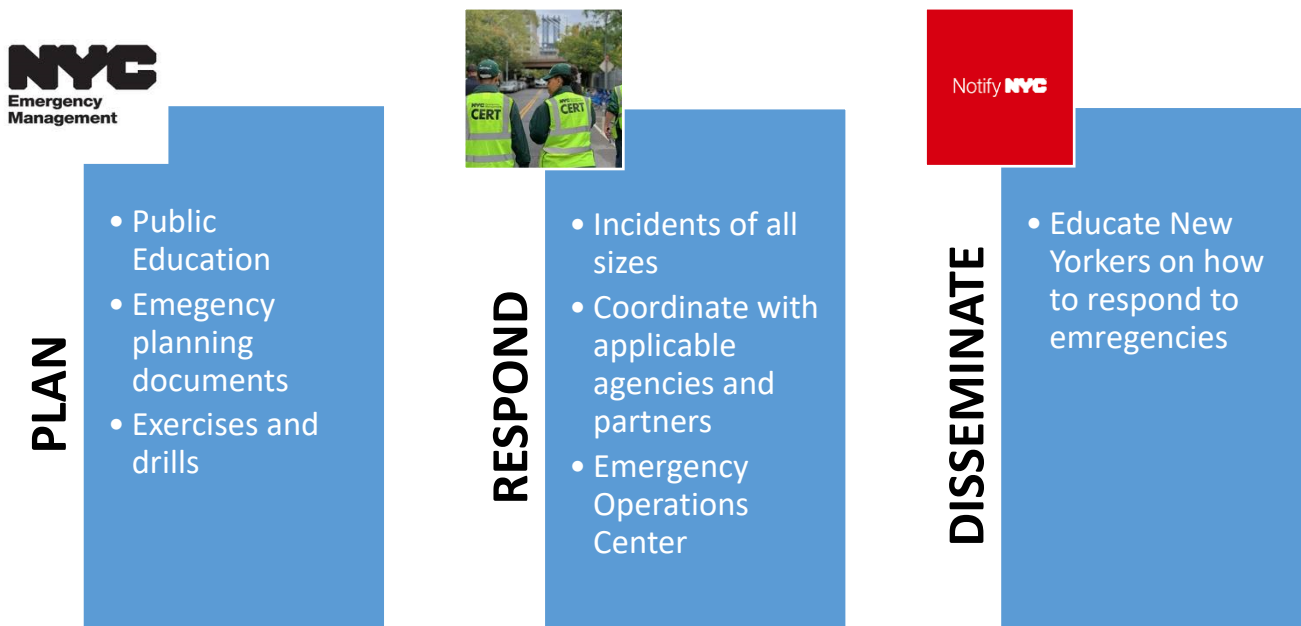 NYC
Emergency
Management
PLAN
• Public
Education
• Emegency
planning
documents
• Exercises and
drills
NYC
CERT
NYC
CERT
RESPOND
• Incidents of all
sizes
• Coordinate with
applicable
agencies and
partners
• Emergency
Operations
Center
Notify NYC
DISSEMINATE
• Educate New
Yorkers on how
to respond to
emregencies